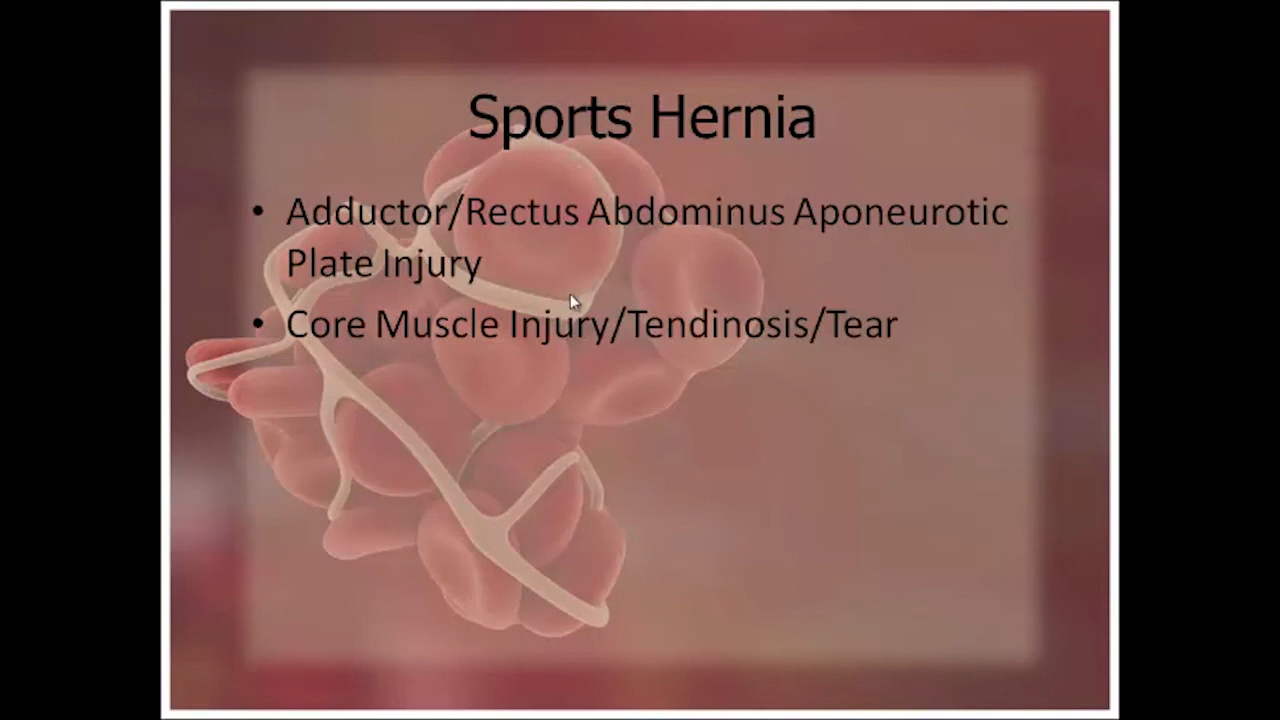 Sports Hernia
• Adductor/Rectus Abdominus Aponeurotic
Plate Injury
• Core Muscle Injury/Tendinosis/Tear